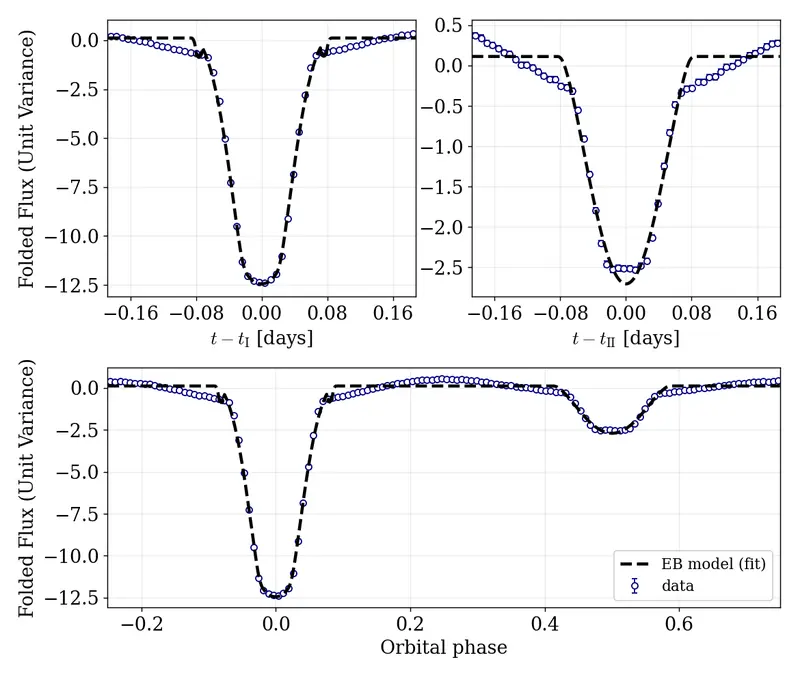 Folded Flux (Unit Variance)
0.0
−2.5
−5.0
−7.5
−10.0
−12.5
−0.16 −0.08 0.00 0.08 0.16
t − t_I [days]
0.5
0.0
−0.5
−1.0
−1.5
−2.0
−2.5
−0.16 −0.08 0.00 0.08 0.16
t − t_II [days]
Folded Flux (Unit Variance)
0.0
−2.5
−5.0
−7.5
−10.0
−12.5
−0.2 0.0 0.2 0.4 0.6
Orbital phase
EB model (fit)
data